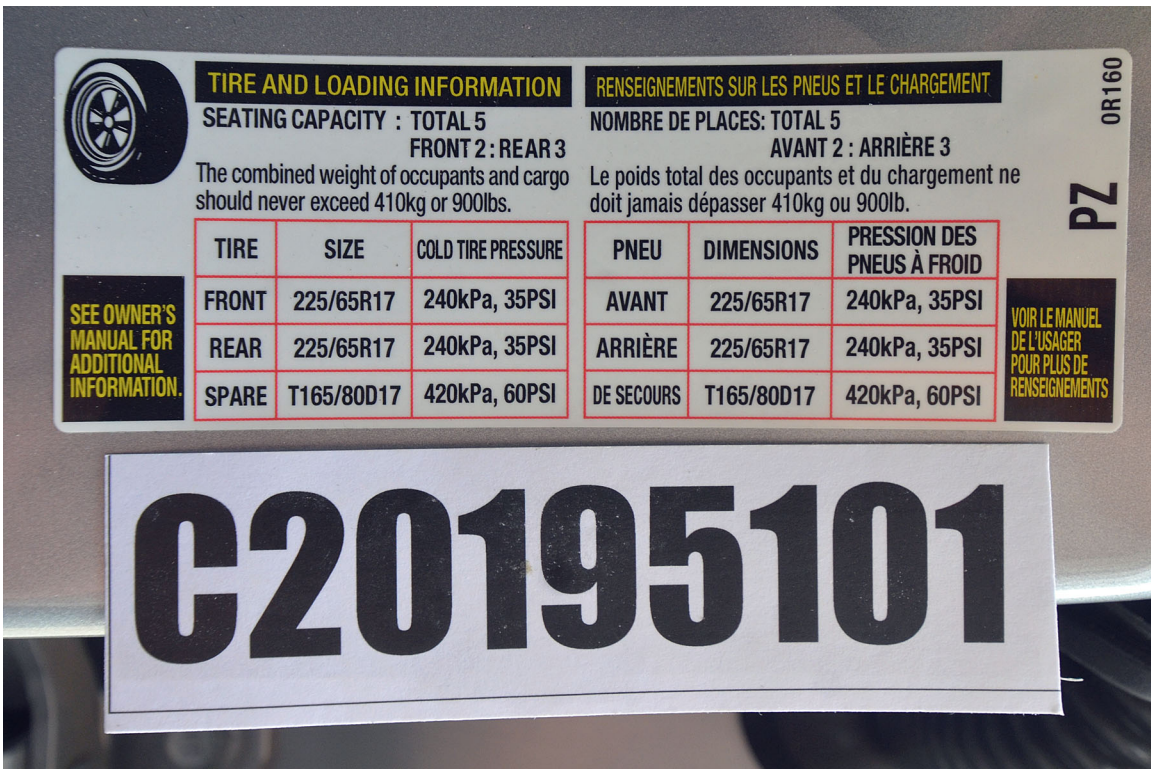 TIRE AND LOADING INFORMATION
SEATING CAPACITY : TOTAL 5
FRONT 2 : REAR 3
The combined weight of occupants and cargo
should never exceed 410kg or 900lbs.
TIRE SIZE COLD TIRE PRESSURE
FRONT 225/65R17 240kPa, 35PSI
REAR 225/65R17 240kPa, 35PSI
SPARE T165/80D17 420kPa, 60PSI
SEE OWNER'S
MANUAL FOR
ADDITIONAL
INFORMATION.
RENSEIGNEMENTS SUR LES PNEUS ET LE CHARGEMENT
NOMBRE DE PLACES: TOTAL 5
AVANT 2 : ARRIÈRE 3
Le poids total des occupants et du chargement ne
doit jamais dépasser 410kg ou 900lb.
PNEU DIMENSIONS PRESSION DES
PNEUS À FROID
AVANT 225/65R17 240kPa, 35PSI
ARRIÈRE 225/65R17 240kPa, 35PSI
DE SECOURS T165/80D17 420kPa, 60PSI
VOIR LE MANUEL
DE L'USAGER
POUR PLUS DE
RENSEIGNEMENTS
0R160
PZ
C20195101